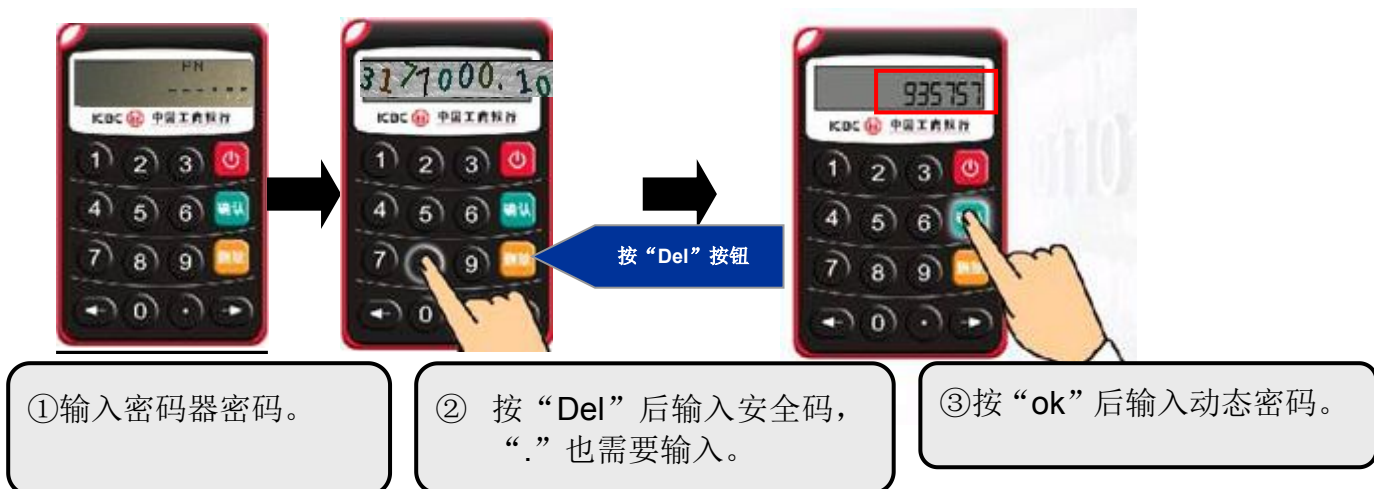 PN
-----
ICBC 中国工商银行
1 2 3
4 5 6 确认
7 8 9 删除
0 ·
3177000.10
ICBC 中国工商银行
1 2 3
4 5 6 确认
7 9 删除
0
按“Del”按钮
935757
ICBC 中国工商银行
1 2 3
4 5 6
7 8 9 删除
0 ·
①输入密码器密码。
② 按“Del”后输入安全码，
“.”也需要输入。
③按“ok”后输入动态密码。